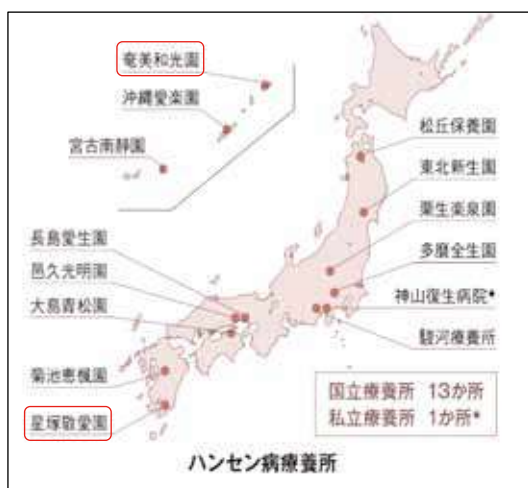 奄美和光園
沖縄愛楽園
宮古南静園
松丘保養園
東北新生園
栗生楽泉園
多磨全生園
神山復生病院*
駿河療養所
長島愛生園
邑久光明園
大島青松園
菊池恵楓園
星塚敬愛園
国立療養所 13か所
私立療養所 1か所*
ハンセン病療養所